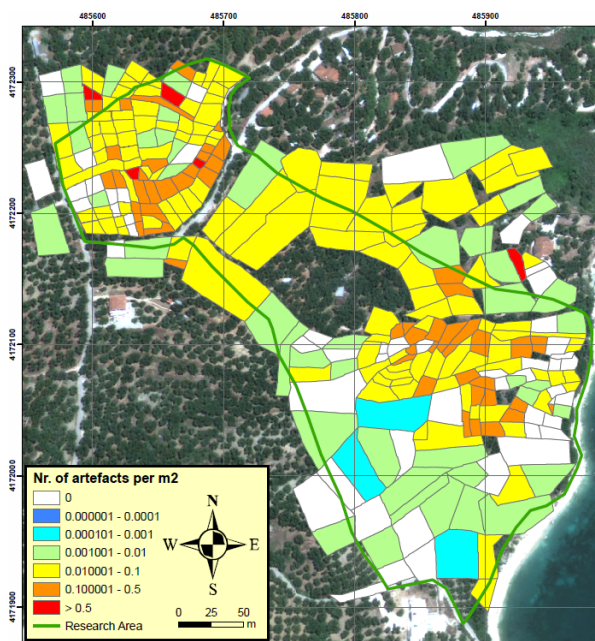 485600 485700 485800 485900
4172300
4172200
4172100
4172000
4171900
Nr. of artefacts per m2
0
0.000001 - 0.0001
0.000101 - 0.001
0.001001 - 0.01
0.010001 - 0.1
0.100001 - 0.5
> 0.5
Research Area
N
W E
S
0 25 50
m